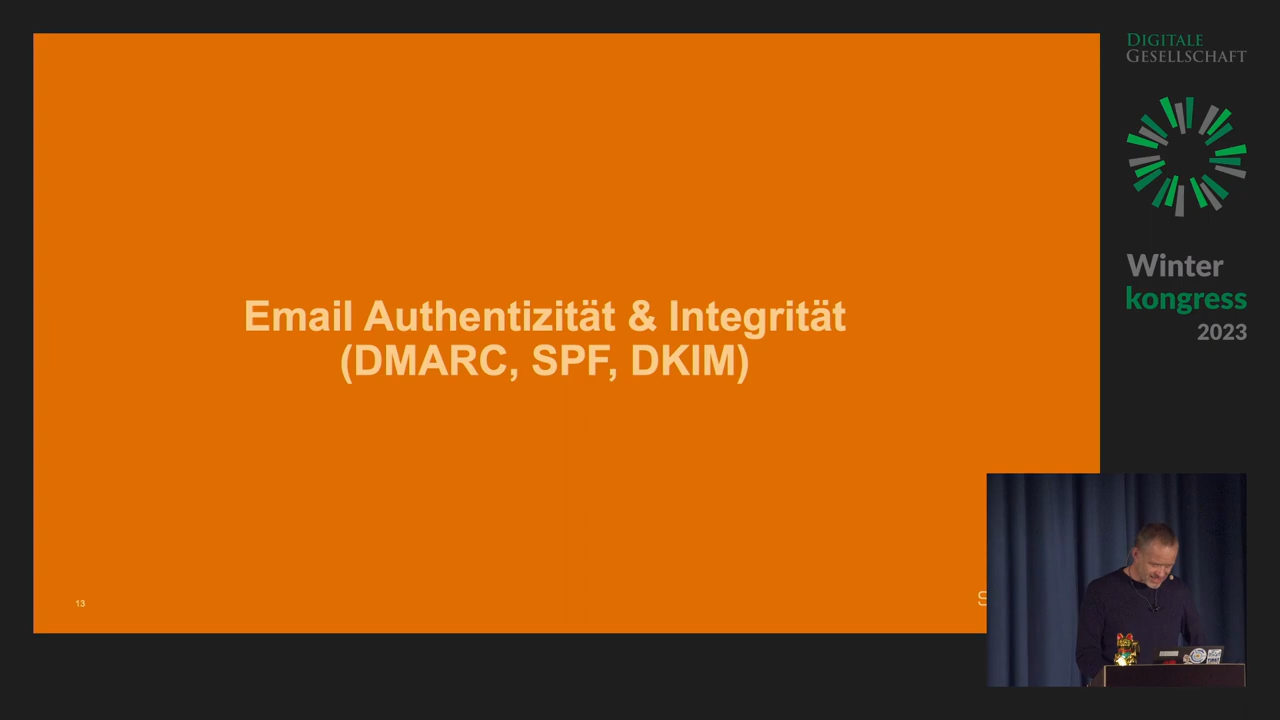 DIGITALE
GESELLSCHAFT
Winter
kongress
2023
Email Authentizität & Integrität
(DMARC, SPF, DKIM)
13